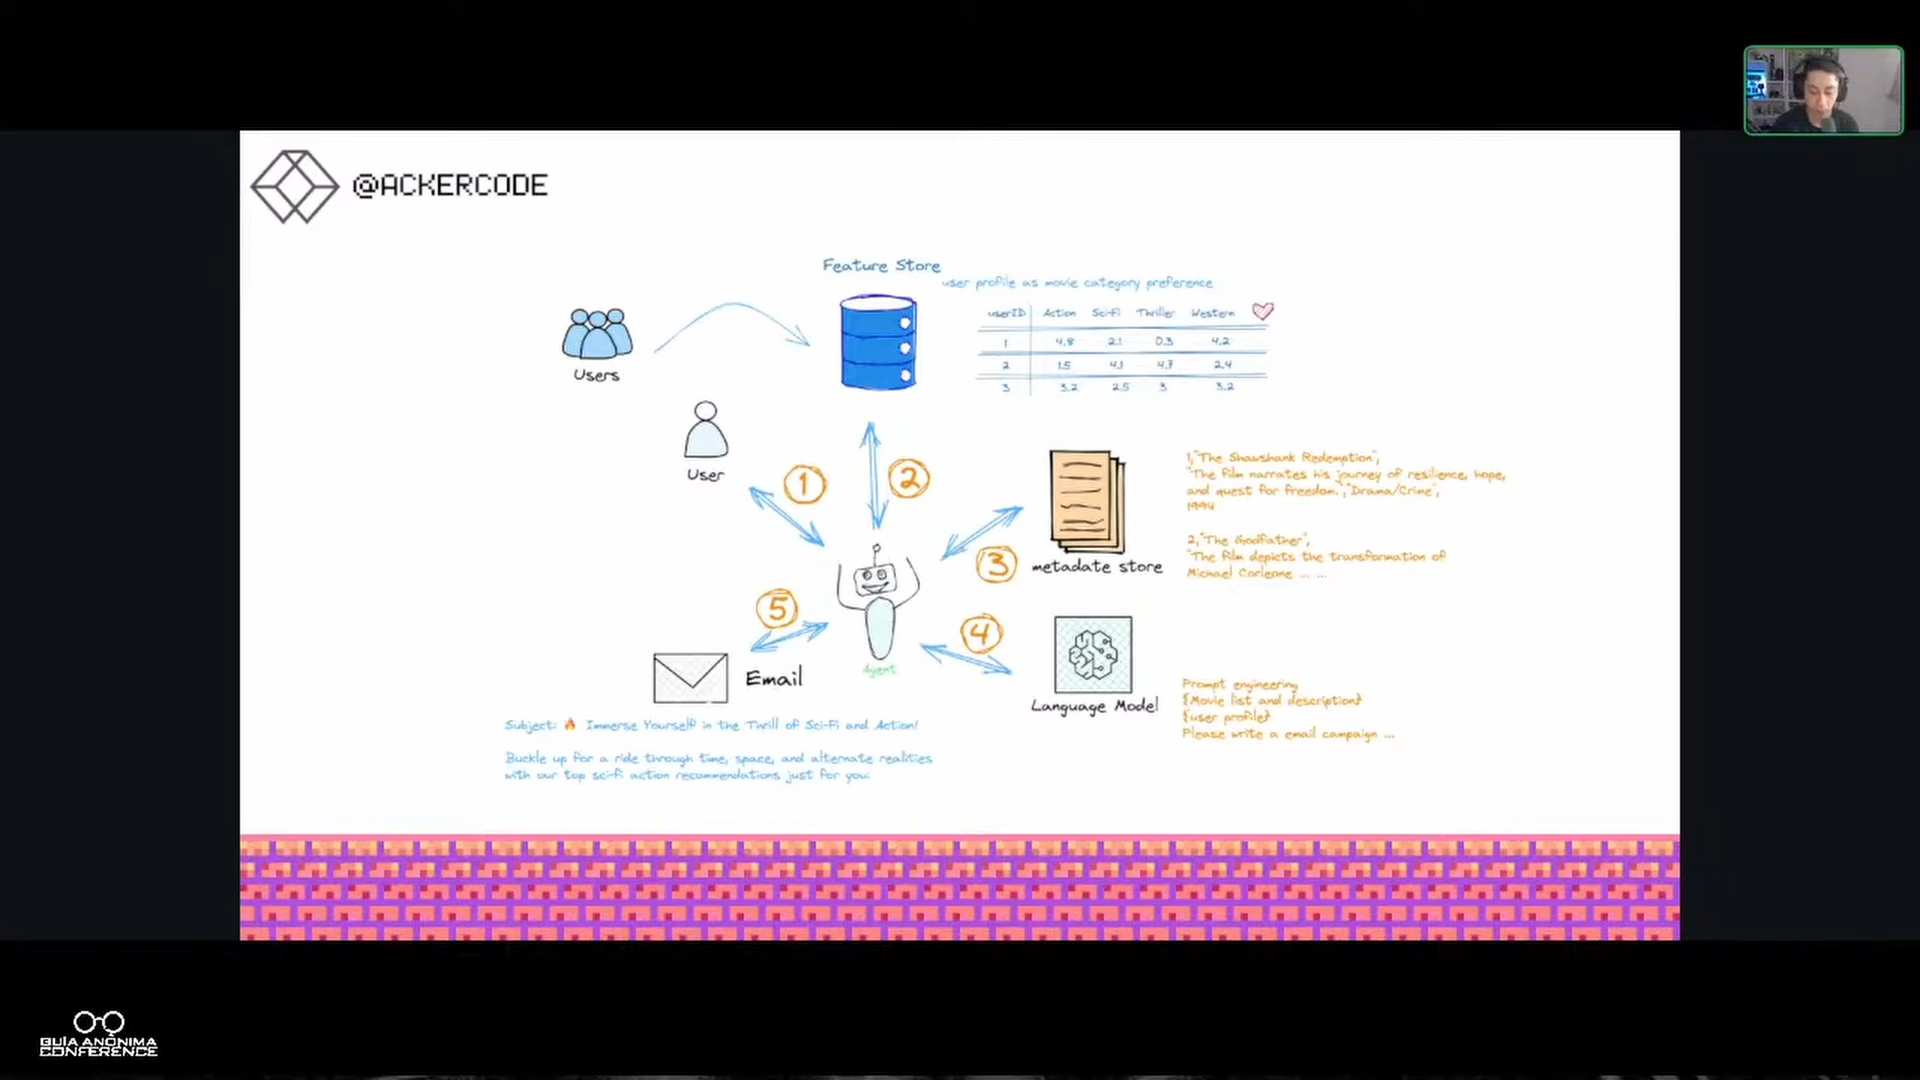 @ACKERCODE
Feature Store
user profile as movie category preference
userID Action Sci-Fi Thriller Western
1 4.8 2.1 0.3 4.2
2 1.5 4.1 4.7 2.4
3 3.2 2.5 3 3.2
Users
User
1
2
3
metadate store
1,"The Shawshank Redemption",
"The film narrates his journey of resilience, hope,
and quest for freedom.","Drama/Crime",
1994
2,"The Godfather",
"The film depicts the transformation of
Michael Corleone ... ...
5
4
Agent
Email
Subject: 🔥 Immerse Yourself in the Thrill of Sci-Fi and Action!
Buckle up for a ride through time, space, and alternate realities
with our top sci-fi action recommendations just for you:
Language Model
Prompt engineering
{Movie list and description}
{user profile}
Please write a email campaign ...
GUIA ANÔNIMA
CONFERENCE